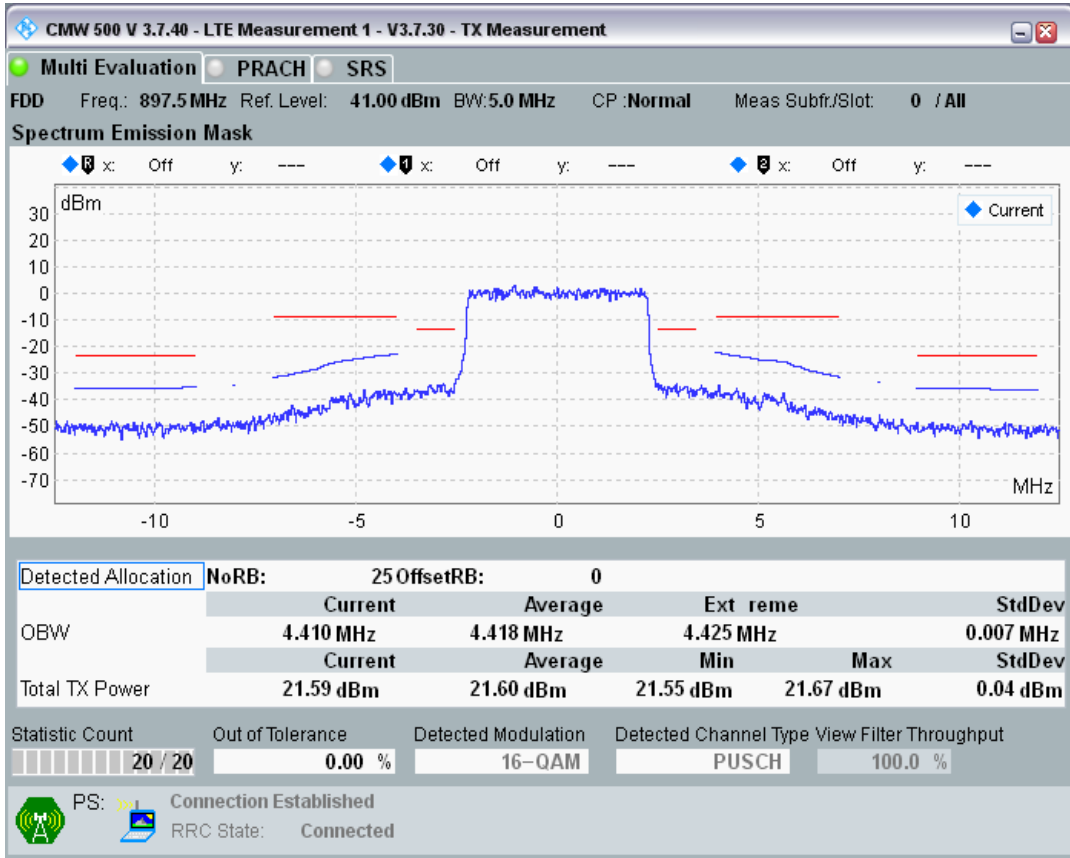 CMW 500 V 3.7.40 - LTE Measurement 1 - V3.7.30 - TX Measurement
Multi Evaluation PRACH SRS
FDD Freq.: 897.5 MHz Ref. Level: 41.00 dBm BW: 5.0 MHz CP : Normal Meas Subfr./Slot: 0 / All
Spectrum Emission Mask
R x: Off y: --- 1 x: Off y: --- 2 x: Off y: ---
dBm
Current
30
20
10
0
-10
-20
-30
-40
-50
-60
-70
MHz
-10 -5 0 5 10
Detected Allocation NoRB: 25 OffsetRB: 0
Current Average Ext reme StdDev
OBW 4.410 MHz 4.418 MHz 4.425 MHz 0.007 MHz
Current Average Min Max StdDev
Total TX Power 21.59 dBm 21.60 dBm 21.55 dBm 21.67 dBm 0.04 dBm
Statistic Count Out of Tolerance Detected Modulation Detected Channel Type View Filter Throughput
20 / 20 0.00 % 16-QAM PUSCH 100.0 %
PS: Connection Established
RRC State: Connected